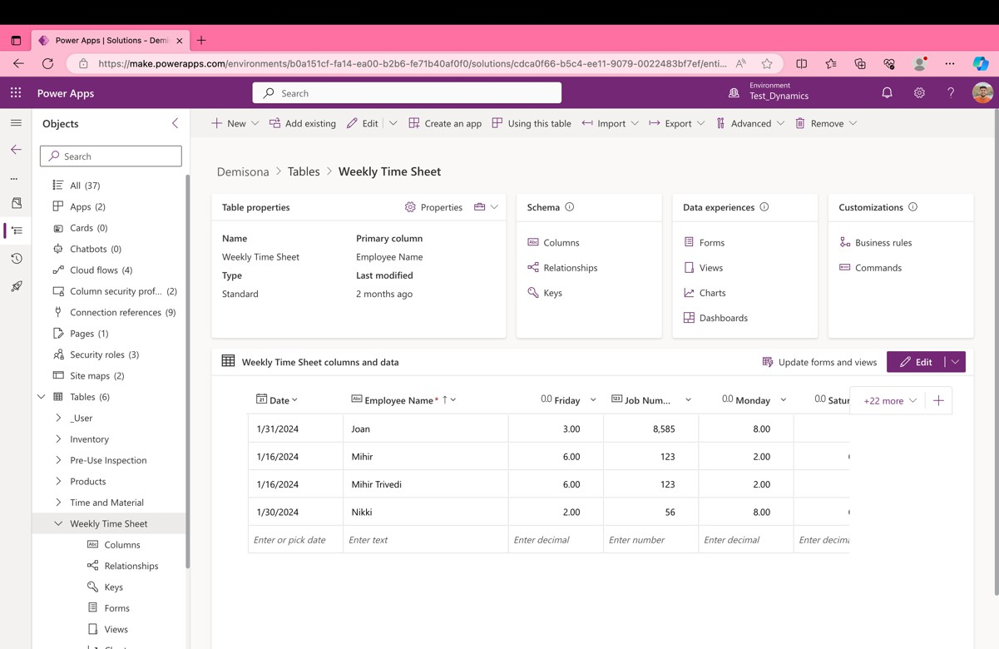 Power Apps | Solutions - Demi
https://make.powerapps.com/environments/b0a151cf-fa14-ea00-b2b6-fe71b40af0f0/solutions/cdca0f66-b5c4-ee11-9079-0022483bf7ef/enti...
Power Apps
Search
Environment
Test_Dynamics
Objects
Search
All (37)
Apps (2)
Cards (0)
Chatbots (0)
Cloud flows (4)
Column security prof... (2)
Connection references (9)
Pages (1)
Security roles (3)
Site maps (2)
Tables (6)
_User
Inventory
Pre-Use Inspection
Products
Time and Material
Weekly Time Sheet
Columns
Relationships
Keys
Forms
Views
New Add existing Edit Create an app Using this table Import Export Advanced Remove
Demisona > Tables > Weekly Time Sheet
Table properties Properties
Name Primary column
Weekly Time Sheet Employee Name
Type Last modified
Standard 2 months ago
Schema
Columns
Relationships
Keys
Data experiences
Forms
Views
Charts
Dashboards
Customizations
Business rules
Commands
Weekly Time Sheet columns and data Update forms and views Edit
Date Abc Employee Name* ↑ 0.0 Friday 123 Job Num... 0.0 Monday 0.0 Satur +22 more
1/31/2024 Joan 3.00 8,585 8.00
1/16/2024 Mihir 6.00 123 2.00
1/16/2024 Mihir Trivedi 6.00 123 2.00
1/30/2024 Nikki 2.00 56 8.00
Enter or pick date Enter text Enter decimal Enter number Enter decimal Enter decima